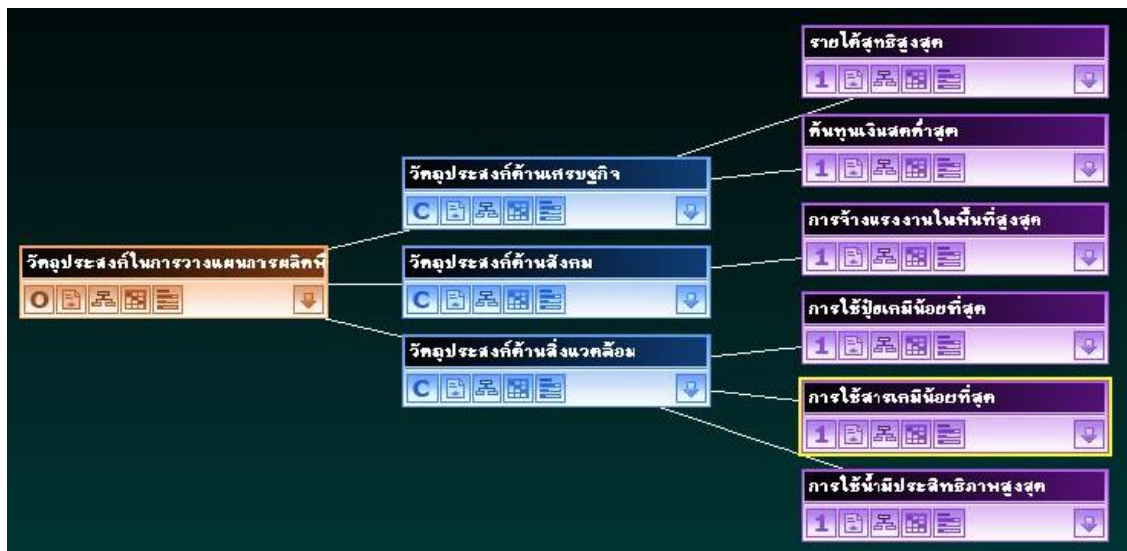 รายได้สุทธิสูงสุด
1
ต้นทุนเงินสดต่ำสุด
1
วัตถุประสงค์ด้านเศรษฐกิจ
C
การจ้างแรงงานในพื้นที่สูงสุด
1
วัตถุประสงค์ในการวางแผนการผลิตพื
O
วัตถุประสงค์ด้านสังคม
C
การใช้ปุ๋ยเคมีน้อยที่สุด
1
วัตถุประสงค์ด้านสิ่งแวดล้อม
C
การใช้สารเคมีน้อยที่สุด
1
การใช้น้ำมีประสิทธิภาพสูงสุด
1